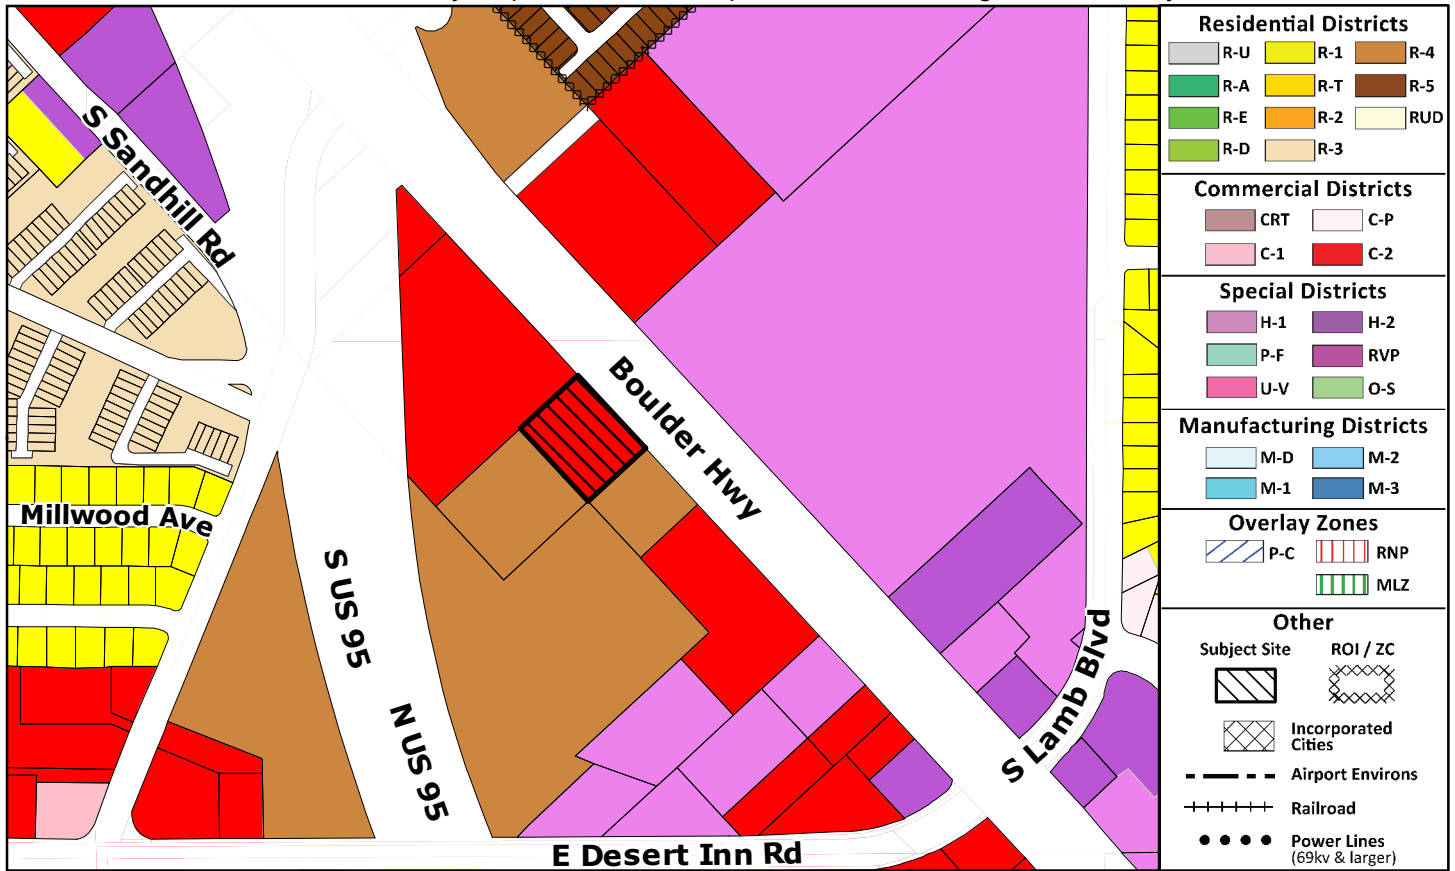 S Sandhill Rd
Boulder Hwy
Millwood Ave
S US 95
N US 95
S Lamb Blvd
E Desert Inn Rd
Residential Districts
R-U R-1 R-4
R-A R-T R-5
R-E R-2 RUD
R-D R-3
Commercial Districts
CRT C-P
C-1 C-2
Special Districts
H-1 H-2
P-F RVP
U-V O-S
Manufacturing Districts
M-D M-2
M-1 M-3
Overlay Zones
P-C RNP
MLZ
Other
Subject Site ROI / ZC
Incorporated
Cities
Airport Environs
Railroad
Power Lines
(69kv & larger)